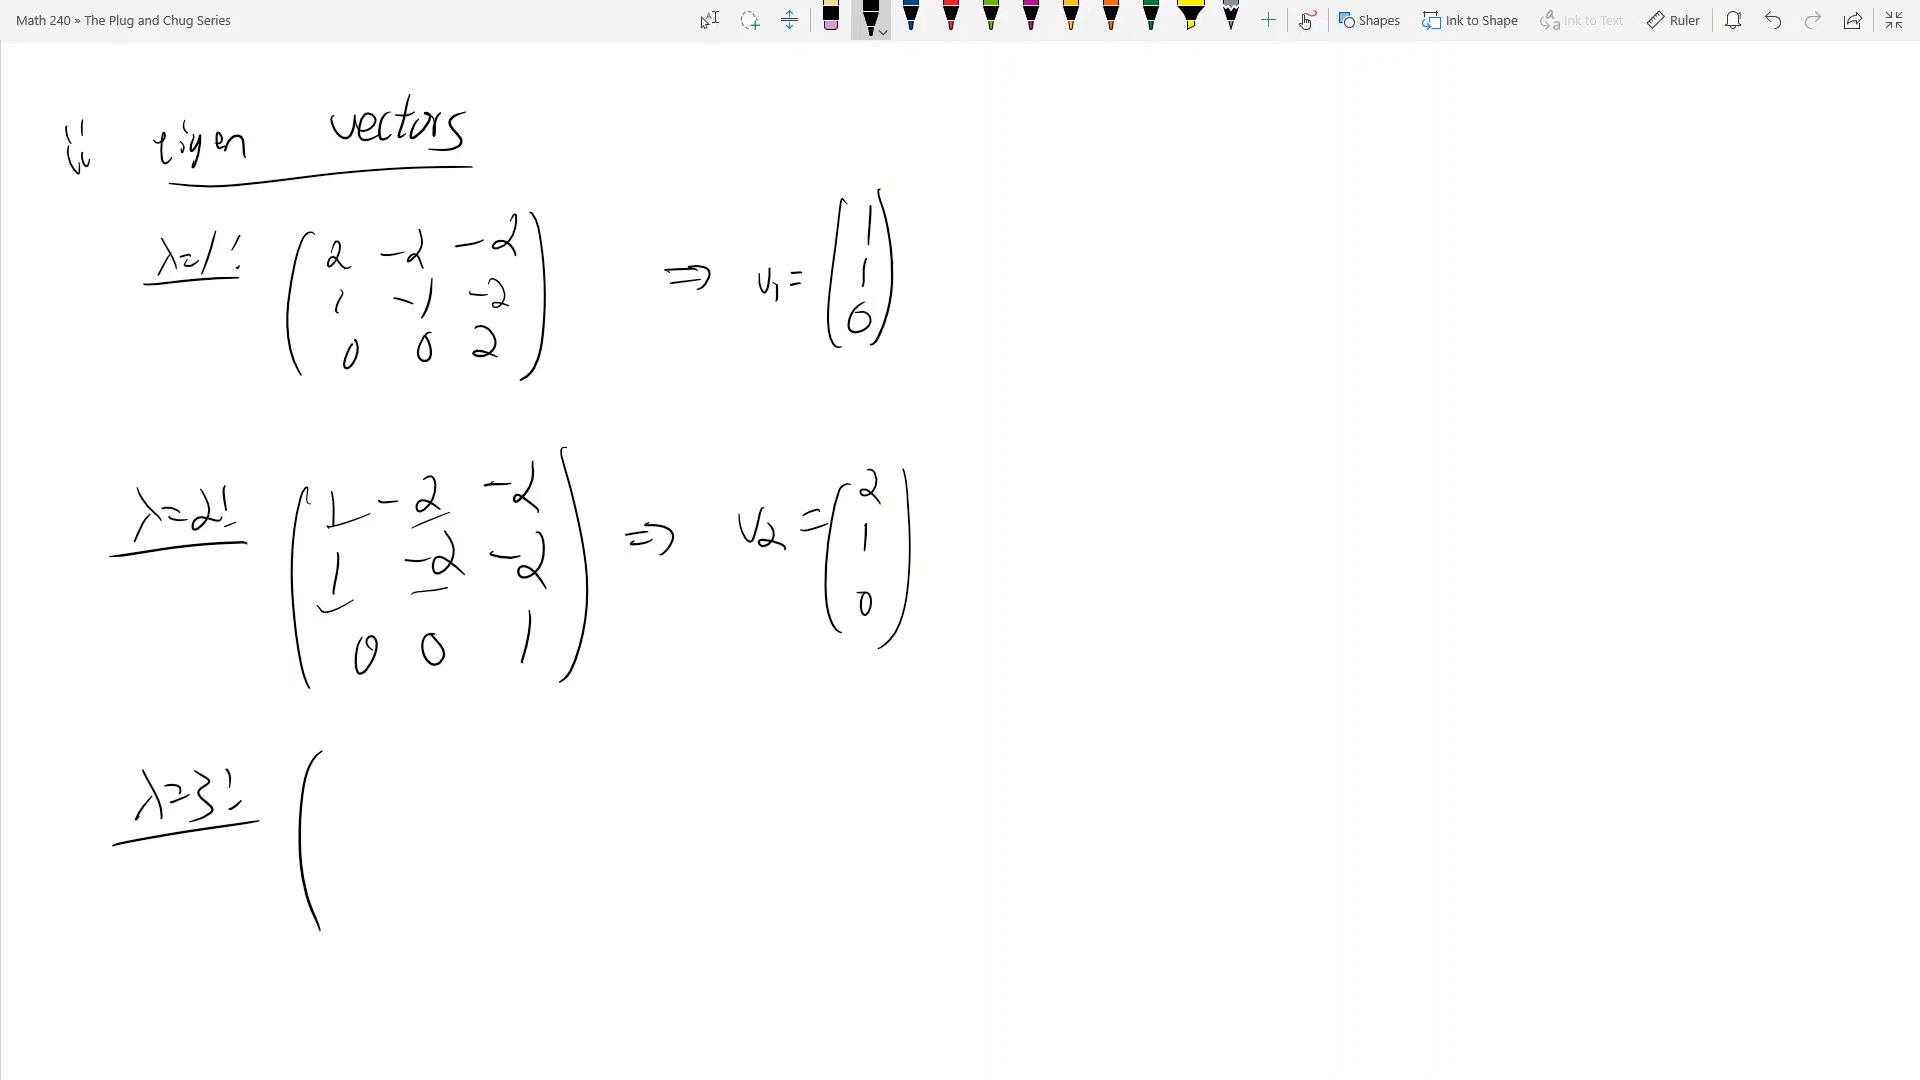 Math 240 » The Plug and Chug Series
Shapes
Ink to Shape
Ink to Text
Ruler
eigen vectors
λ=1: ( 2 -2 -2 ) ⇒ v₁ = ( 1
1 -1 -2
1
0 0 2 )
0 )
λ=2: ( 1 -2 -2 ⇒ v₂ = ( 2
1 -2 -2
1
0 0 1 )
0 )
λ=3: (